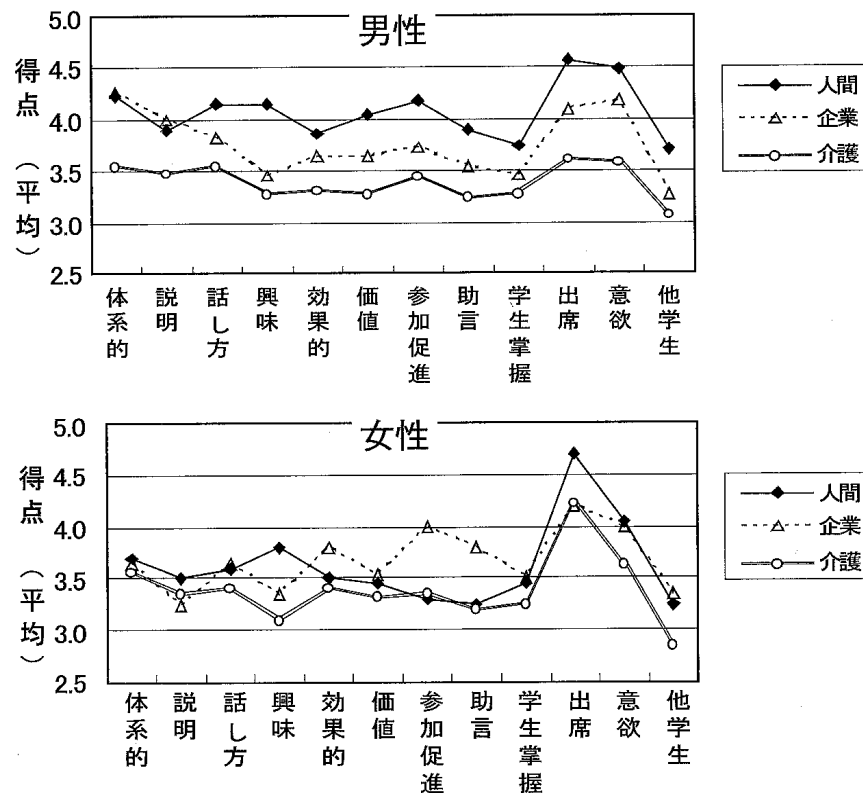 男性
得点（平均）
5.0
4.5
4.0
3.5
3.0
2.5
体系的
説明
話し方
興味
効果的
価値
参加促進
助言
学生掌握
出席
意欲
他学生
人間
企業
介護
女性
得点（平均）
5.0
4.5
4.0
3.5
3.0
2.5
体系的
説明
話し方
興味
効果的
価値
参加促進
助言
学生掌握
出席
意欲
他学生
人間
企業
介護